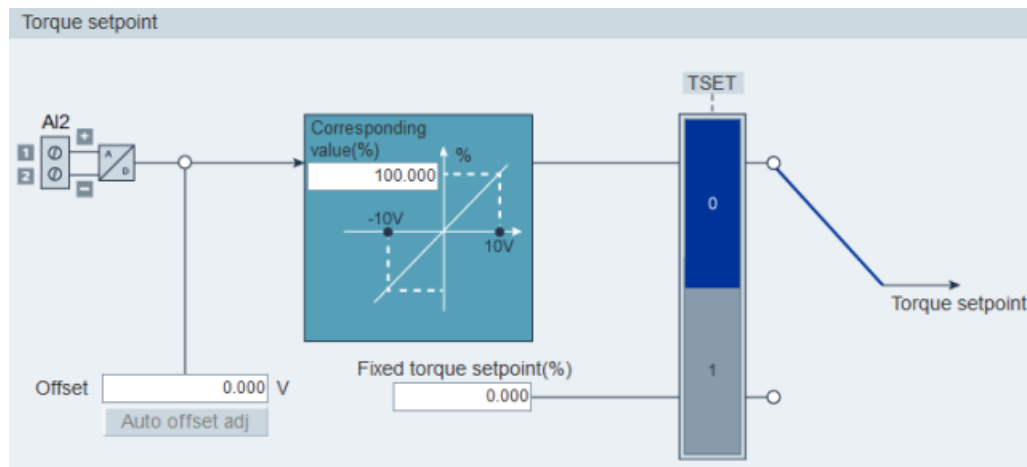 Torque setpoint
TSET
AI2
+
1
2
−
A
D
Corresponding
value(%)
100.000
%
-10V
10V
0
Torque setpoint
Fixed torque setpoint(%)
0.000
1
Offset
0.000 V
Auto offset adj